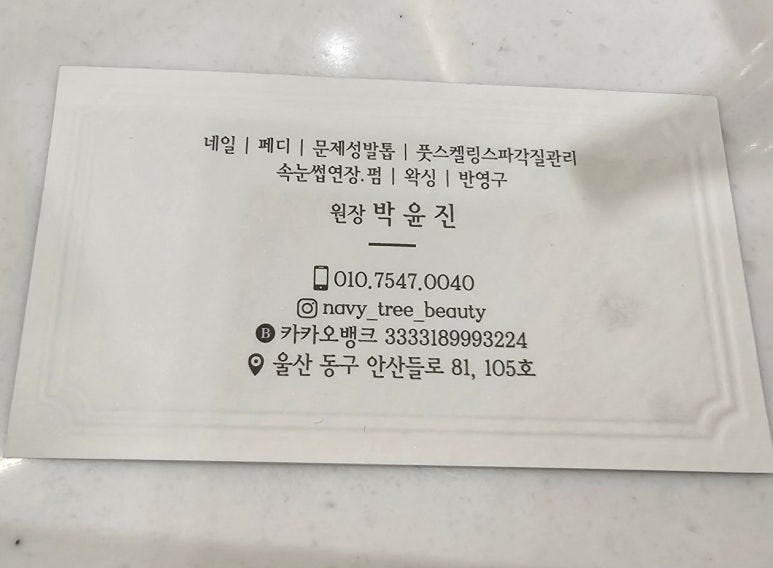 네일 | 페디 | 문제성발톱 | 풋스켈링스파각질관리
속눈썹연장.펌 | 왁싱 | 반영구
원장 박윤진
010.7547.0040
navy_tree_beauty
B 카카오뱅크 3333189993224
울산 동구 안산들로 81, 105호